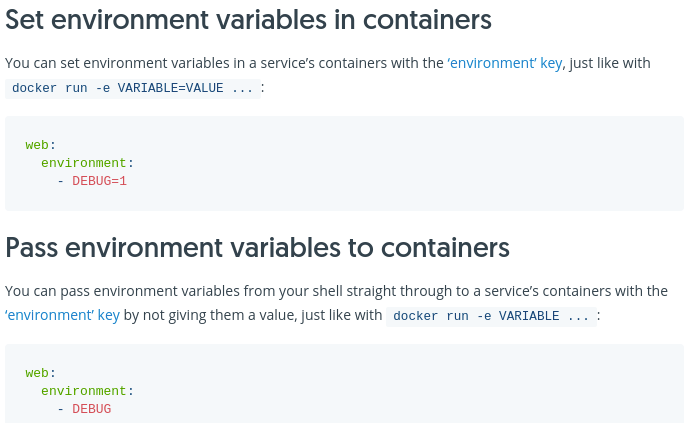 Set environment variables in containers
You can set environment variables in a service’s containers with the ‘environment’ key, just like with
docker run -e VARIABLE=VALUE ... :
web:
  environment:
    - DEBUG=1
Pass environment variables to containers
You can pass environment variables from your shell straight through to a service’s containers with the
‘environment’ key by not giving them a value, just like with docker run -e VARIABLE ... :
web:
  environment:
    - DEBUG